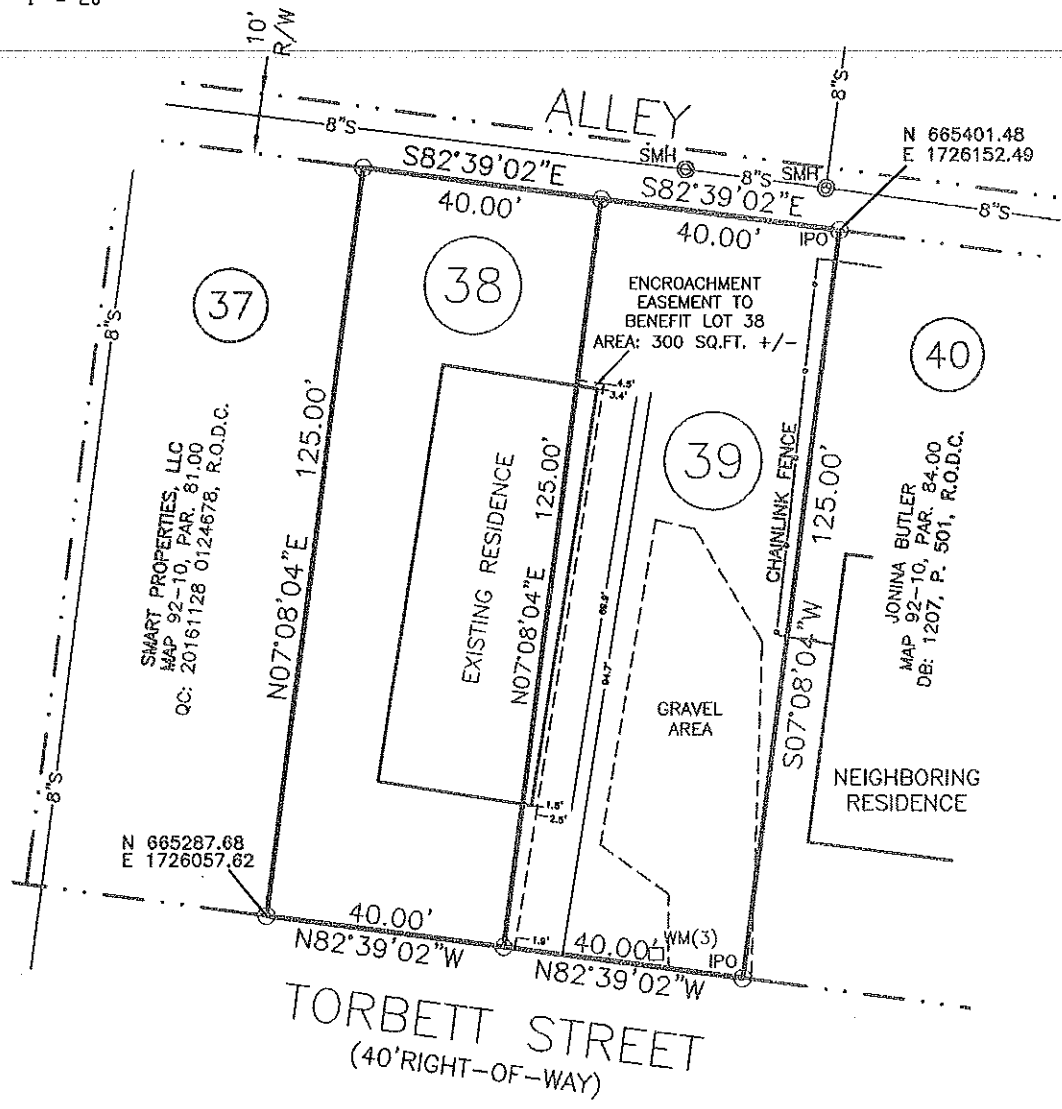 10'
R/W
ALLEY
8"S
8"S
SMH
8"S
SMH
8"S
N 665401.48
E 1726152.49
S82°39'02"E
40.00'
S82°39'02"E
40.00'
IPO
37
38
ENCROACHMENT
EASEMENT TO
BENEFIT LOT 38
AREA: 300 SQ.FT. +/-
40
8"S
4.5'
3.4'
39
SMART PROPERTIES, LLC
MAP 92-10, PAR. 81.00
QC: 20161128 0124678, R.O.D.C.
N07°08'04"E 125.00'
EXISTING RESIDENCE
N07°08'04"E 125.00'
69.9'
94.7'
CHAINLINK FENCE
125.00'
S07°08'04"W
JONINA BUTLER
MAP 92-10, PAR. 84.00
DB: 1207, P. 501, R.O.D.C.
GRAVEL
AREA
NEIGHBORING
RESIDENCE
8"S
1.5'
2.5'
N 665287.68
E 1726057.62
40.00'
N82°39'02"W
1.9'
40.00'
WM(3)
IPO
N82°39'02"W
TORBETT STREET
(40'RIGHT-OF-WAY)